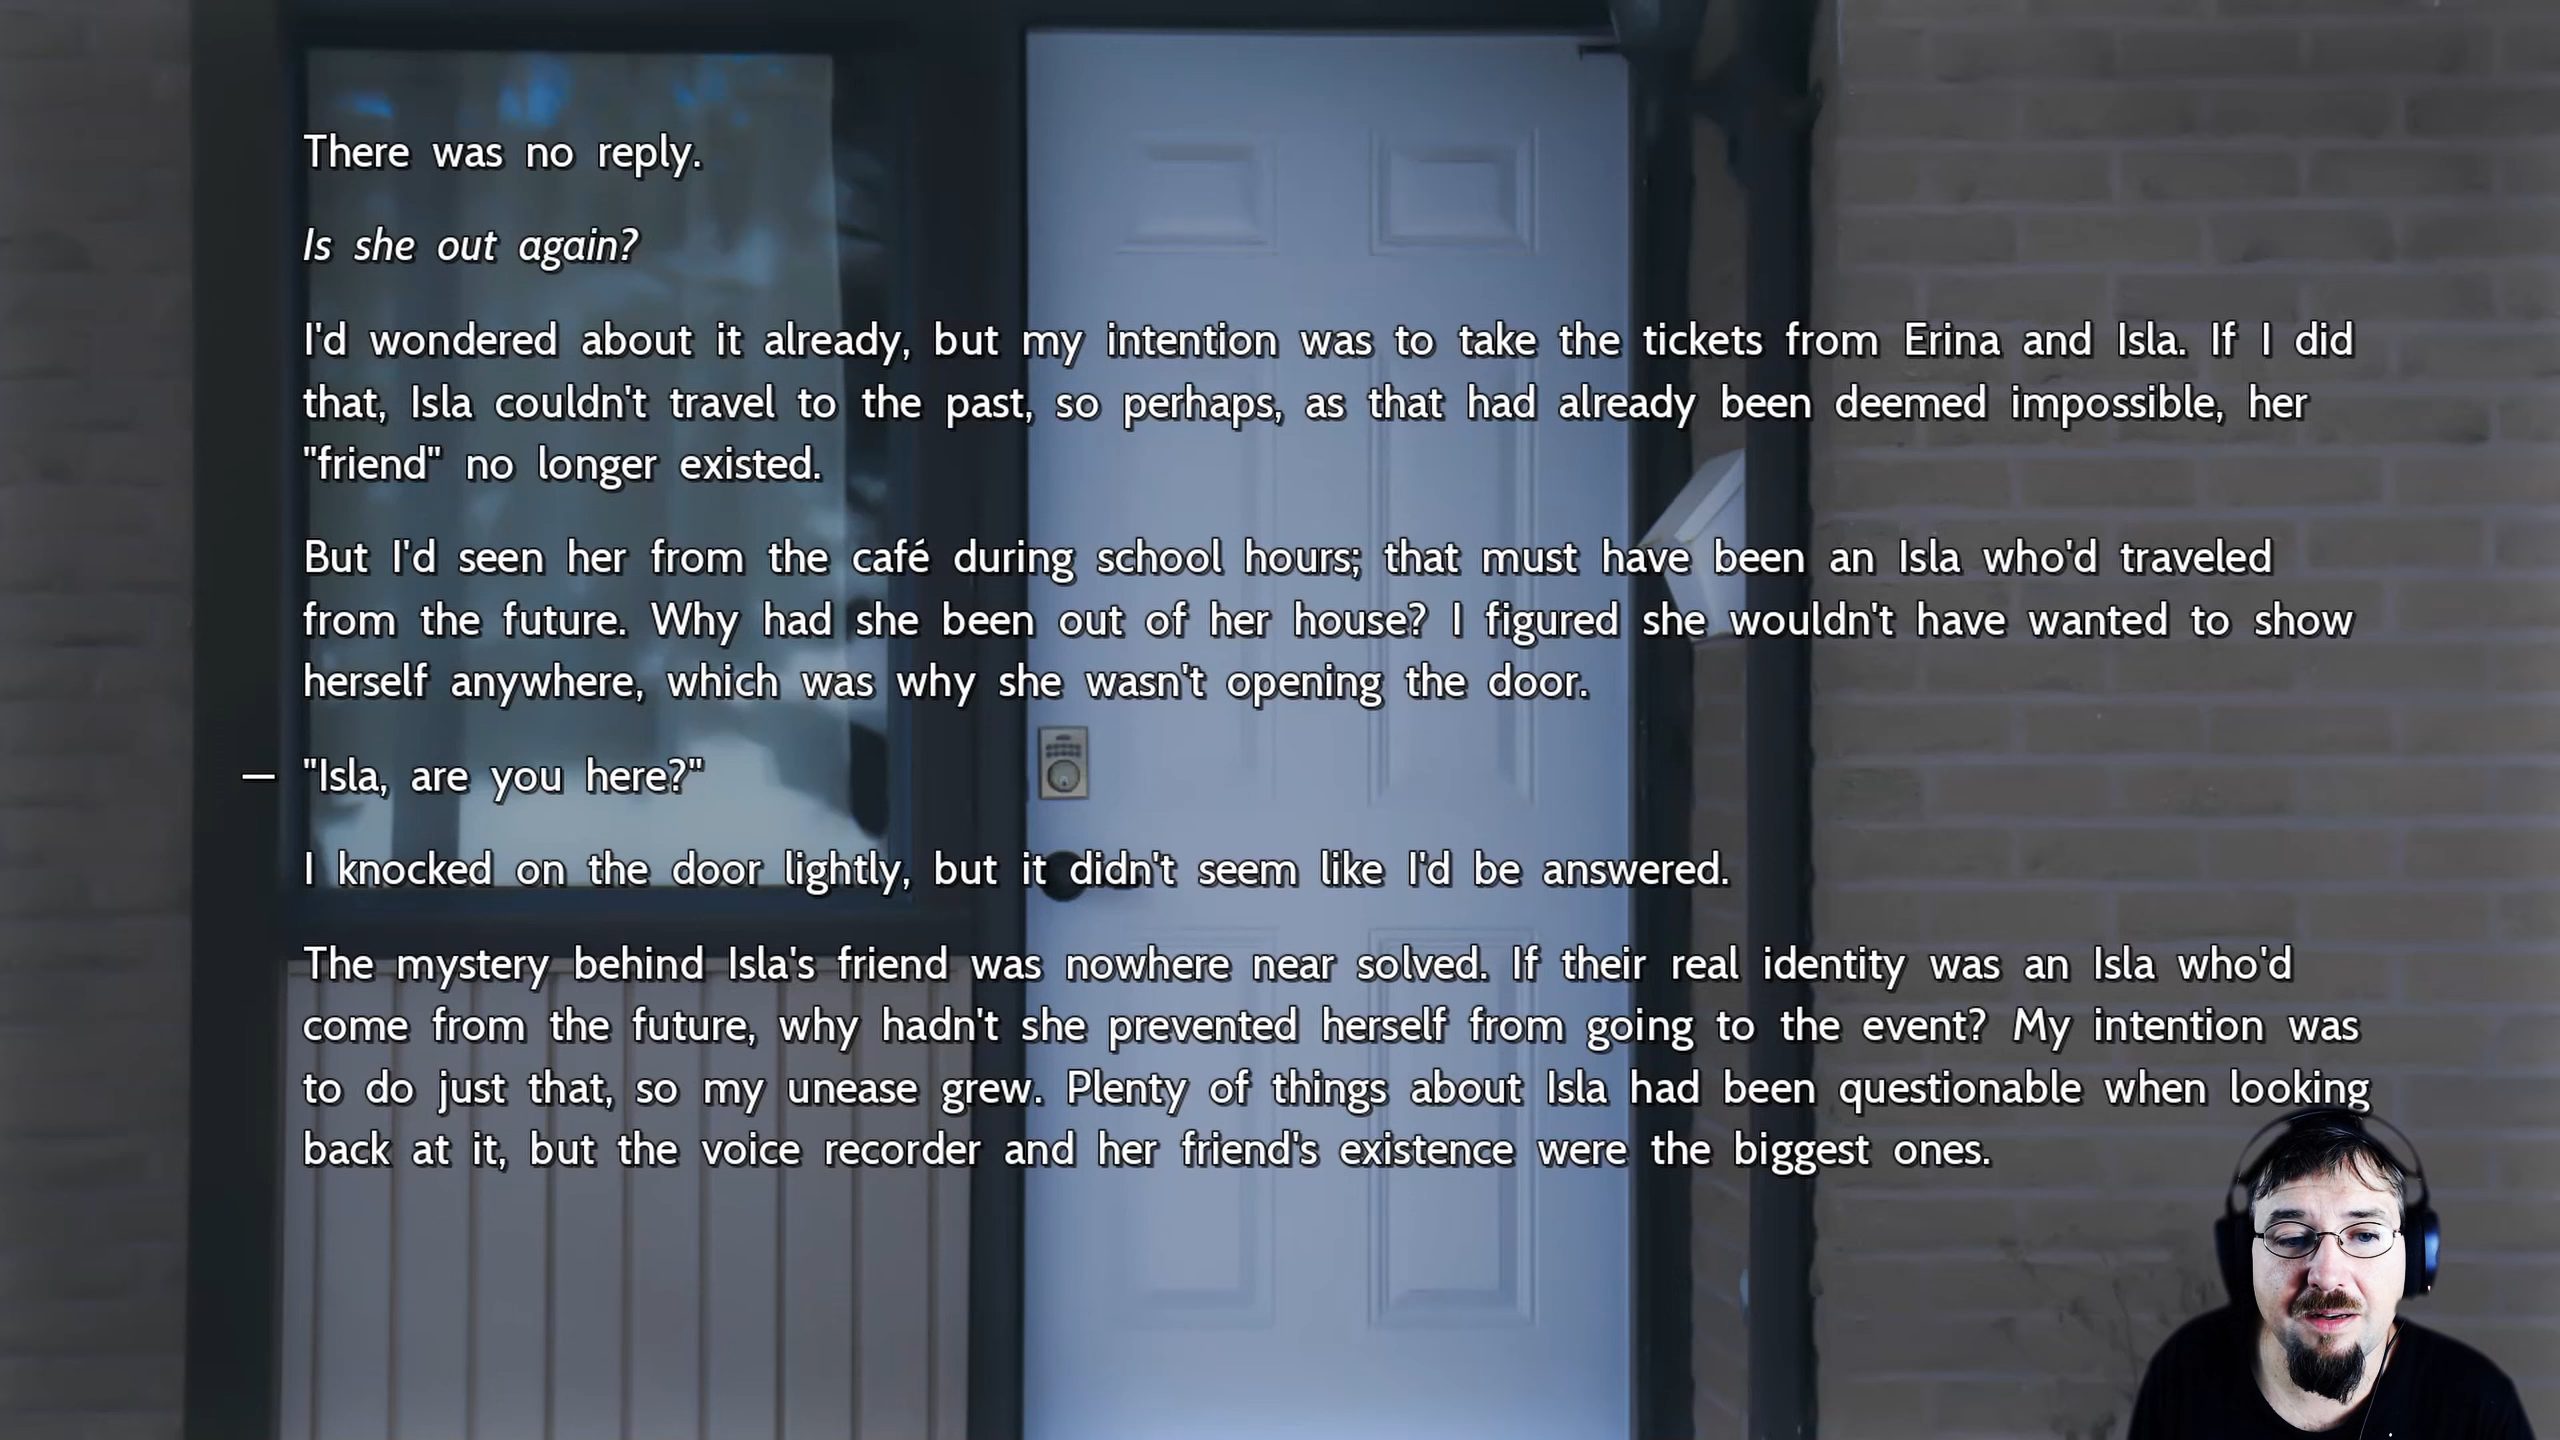 There was no reply.
Is she out again?
I'd wondered about it already, but my intention was to take the tickets from Erina and Isla. If I did
that, Isla couldn't travel to the past, so perhaps, as that had already been deemed impossible, her
"friend" no longer existed.
But I'd seen her from the café during school hours; that must have been an Isla who'd traveled
from the future. Why had she been out of her house? I figured she wouldn't have wanted to show
herself anywhere, which was why she wasn't opening the door.
— "Isla, are you here?"
I knocked on the door lightly, but it didn't seem like I'd be answered.
The mystery behind Isla's friend was nowhere near solved. If their real identity was an Isla who'd
come from the future, why hadn't she prevented herself from going to the event? My intention was
to do just that, so my unease grew. Plenty of things about Isla had been questionable when looking
back at it, but the voice recorder and her friend's existence were the biggest ones.